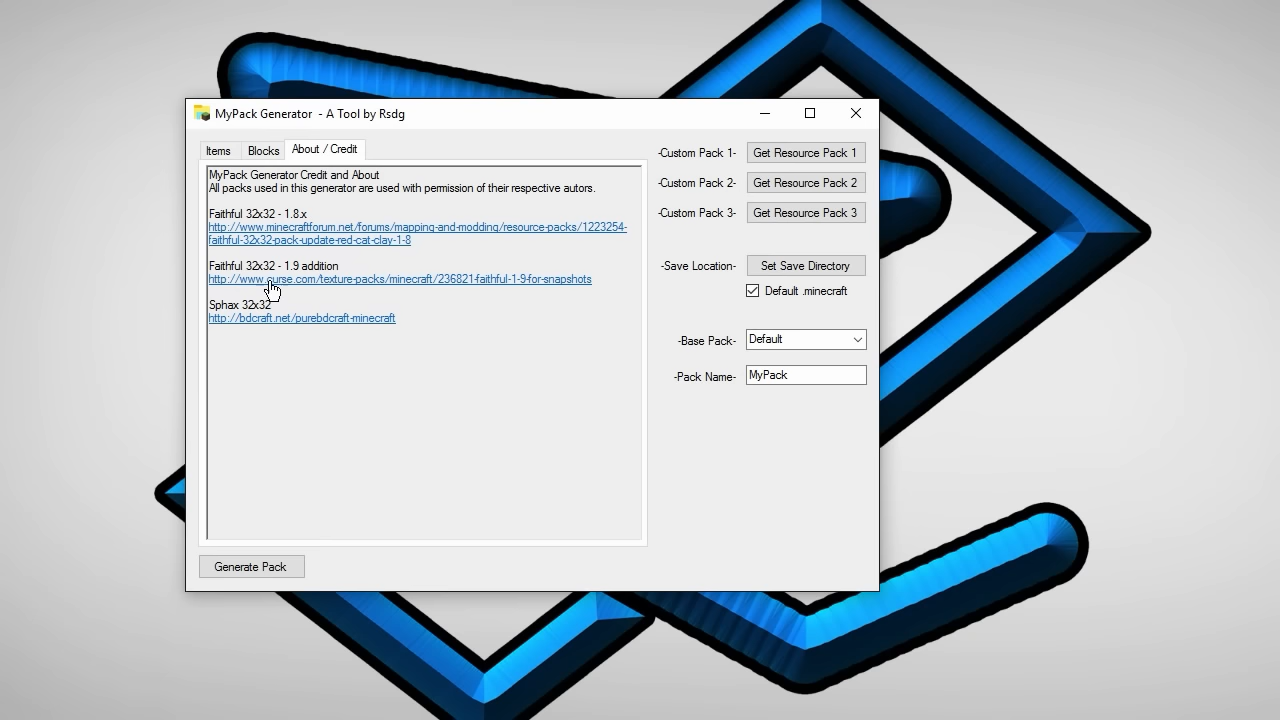 MyPack Generator - A Tool by Rsdg
Items
Blocks
About / Credit
MyPack Generator Credit and About
All packs used in this generator are used with permission of their respective autors.
Faithful 32x32 - 1.8.x
http://www.minecraftforum.net/forums/mapping-and-modding/resource-packs/1223254-
faithful-32x32-pack-update-red-cat-clay-1-8
Faithful 32x32 - 1.9 addition
http://www.curse.com/texture-packs/minecraft/236821-faithful-1-9-for-snapshots
Sphax 32x32
http://bdcraft.net/purebdcraft-minecraft
-Custom Pack 1-
Get Resource Pack 1
-Custom Pack 2-
Get Resource Pack 2
-Custom Pack 3-
Get Resource Pack 3
-Save Location-
Set Save Directory
Default .minecraft
-Base Pack-
Default
-Pack Name-
MyPack
Generate Pack